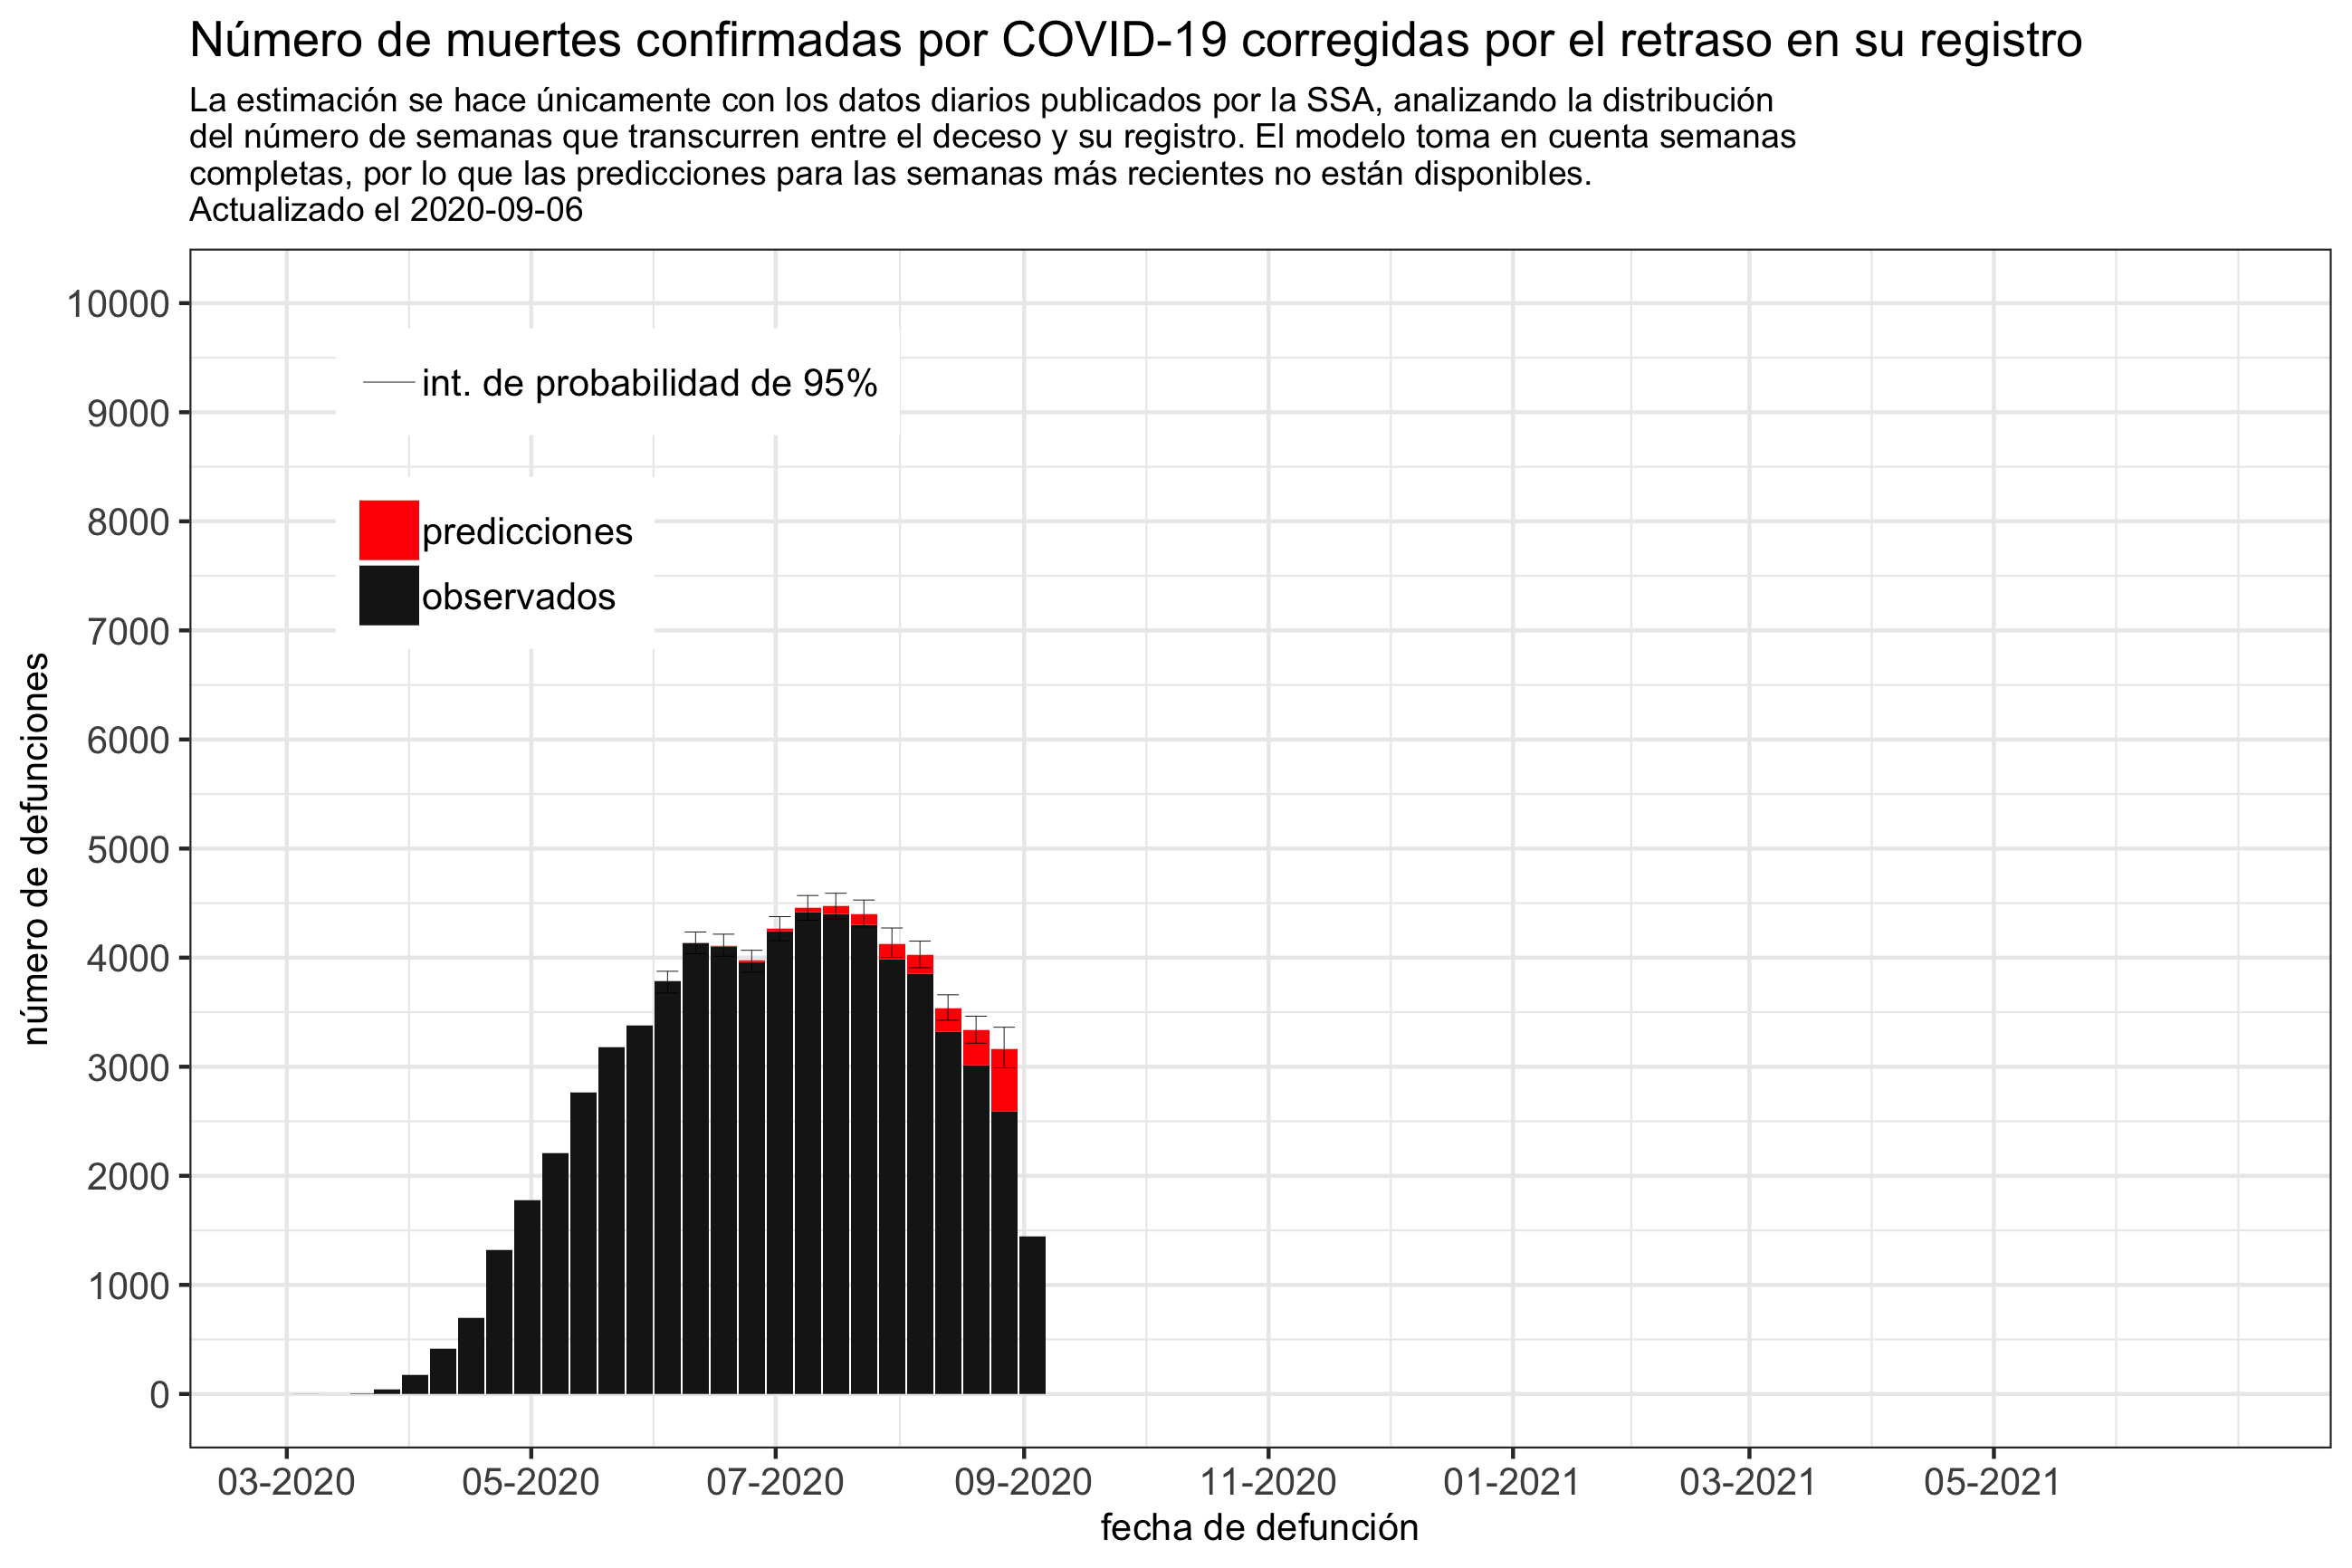 Número de muertes confirmadas por COVID-19 corregidas por el retraso en su registro
La estimación se hace únicamente con los datos diarios publicados por la SSA, analizando la distribución
del número de semanas que transcurren entre el deceso y su registro. El modelo toma en cuenta semanas
completas, por lo que las predicciones para las semanas más recientes no están disponibles.
Actualizado el 2020-09-06
número de defunciones
10000
9000
8000
7000
6000
5000
4000
3000
2000
1000
0
int. de probabilidad de 95%
predicciones
observados
03-2020 05-2020 07-2020 09-2020 11-2020 01-2021 03-2021 05-2021
fecha de defunción